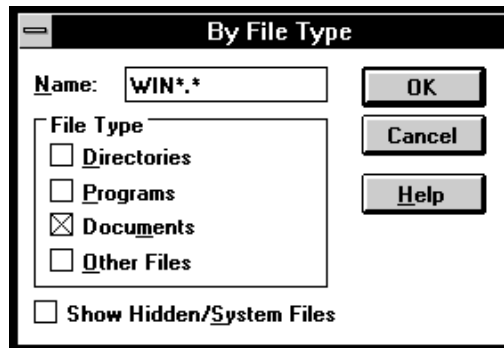 By File Type
Name: WIN*.* OK
File Type Cancel
Directories
Programs Help
Documents
Other Files
Show Hidden/System Files